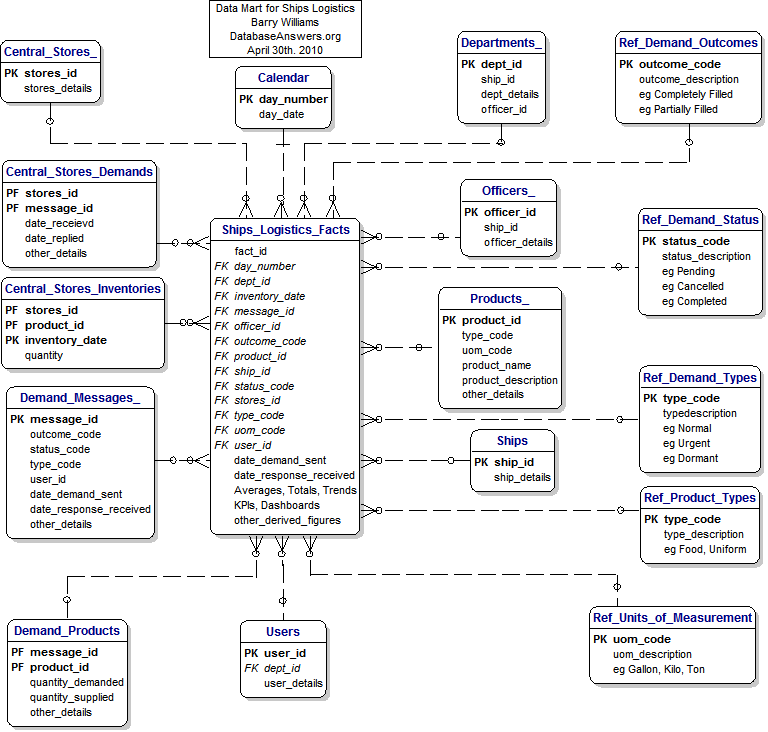 Data Mart for Ships Logistics
Barry Williams
DatabaseAnswers.org
April 30th. 2010
Central_Stores_
PK stores_id
stores_details
Calendar
PK day_number
day_date
Departments_
PK dept_id
ship_id
dept_details
officer_id
Ref_Demand_Outcomes
PK outcome_code
outcome_description
eg Completely Filled
eg Partially Filled
Central_Stores_Demands
PF stores_id
PF message_id
date_receievd
date_replied
other_details
Officers_
PK officer_id
ship_id
officer_details
Ref_Demand_Status
PK status_code
status_description
eg Pending
eg Cancelled
eg Completed
Ships_Logistics_Facts
fact_id
FK day_number
FK dept_id
FK inventory_date
FK message_id
FK officer_id
FK outcome_code
FK product_id
FK ship_id
FK status_code
FK stores_id
FK type_code
FK uom_code
FK user_id
date_demand_sent
date_response_received
Averages, Totals, Trends
KPIs, Dashboards
other_derived_figures
Central_Stores_Inventories
PF stores_id
PF product_id
PK inventory_date
quantity
Products_
PK product_id
type_code
uom_code
product_name
product_description
other_details
Demand_Messages_
PK message_id
outcome_code
status_code
type_code
user_id
date_demand_sent
date_response_received
other_details
Ref_Demand_Types
PK type_code
typedescription
eg Normal
eg Urgent
eg Dormant
Ships
PK ship_id
ship_details
Ref_Product_Types
PK type_code
type_description
eg Food, Uniform
Demand_Products
PF message_id
PF product_id
quantity_demanded
quantity_supplied
other_details
Users
PK user_id
FK dept_id
user_details
Ref_Units_of_Measurement
PK uom_code
uom_description
eg Gallon, Kilo, Ton